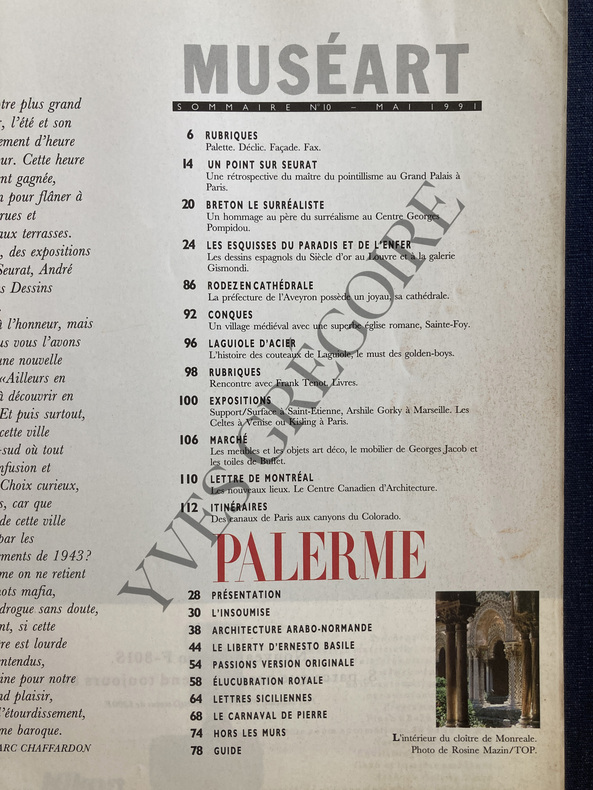 tre plus grand
, l'été et son
ement d'heure
ur. Cette heure
nt gagnée,
n pour flâner à
rues et
aux terrasses.
, des expositions
Seurat, André
s Dessins
à l'honneur, mais
us vous l'avons
une nouvelle
«Ailleurs en
à découvrir en
Et puis surtout,
cette ville
-sud où tout
nfusion et
Choix curieux,
s, car que
de cette ville
par les
ements de 1943?
me on ne retient
nots mafia,
drogue sans doute,
nt, si cette
re est lourde
entendus,
ine pour notre
nd plaisir,
l'étourdissement,
me baroque.
ARC CHAFFARDON
MUSÉART
SOMMAIRE N°10 – MAI 1991
6 RUBRIQUES
Palette. Déclic. Façade. Fax.
14 UN POINT SUR SEURAT
Une rétrospective du maître du pointillisme au Grand Palais à
Paris.
20 BRETON LE SURRÉALISTE
Un hommage au père du surréalisme au Centre Georges
Pompidou.
24 LES ESQUISSES DU PARADIS ET DE L'ENFER
Les dessins espagnols du Siècle d'or au Louvre et à la galerie
Gismondi.
86 RODEZ EN CATHÉDRALE
La préfecture de l'Aveyron possède un joyau, sa cathédrale.
92 CONQUES
Un village médiéval avec une superbe église romane, Sainte-Foy.
96 LAGUIOLE D'ACIER
L'histoire des couteaux de Laguiole, le must des golden-boys.
98 RUBRIQUES
Rencontre avec Frank Tenot. Livres.
100 EXPOSITIONS
Support/Surface à Saint-Etienne, Arshile Gorky à Marseille. Les
Celtes à Venise ou Kisling à Paris.
106 MARCHÉ
Les meubles et les objets art déco, le mobilier de Georges Jacob et
les toiles de Buffet.
110 LETTRE DE MONTRÉAL
Les nouveaux lieux. Le Centre Canadien d'Architecture.
112 ITINÉRAIRES
Des canaux de Paris aux canyons du Colorado.
PALERME
28 PRÉSENTATION
30 L'INSOUMISE
38 ARCHITECTURE ARABO-NORMANDE
44 LE LIBERTY D'ERNESTO BASILE
54 PASSIONS VERSION ORIGINALE
58 ÉLUCUBRATION ROYALE
64 LETTRES SICILIENNES
68 LE CARNAVAL DE PIERRE
74 HORS LES MURS
78 GUIDE
L'intérieur du cloître de Monreale.
Photo de Rosine Mazin/TOP.
YVES GREGOIRE